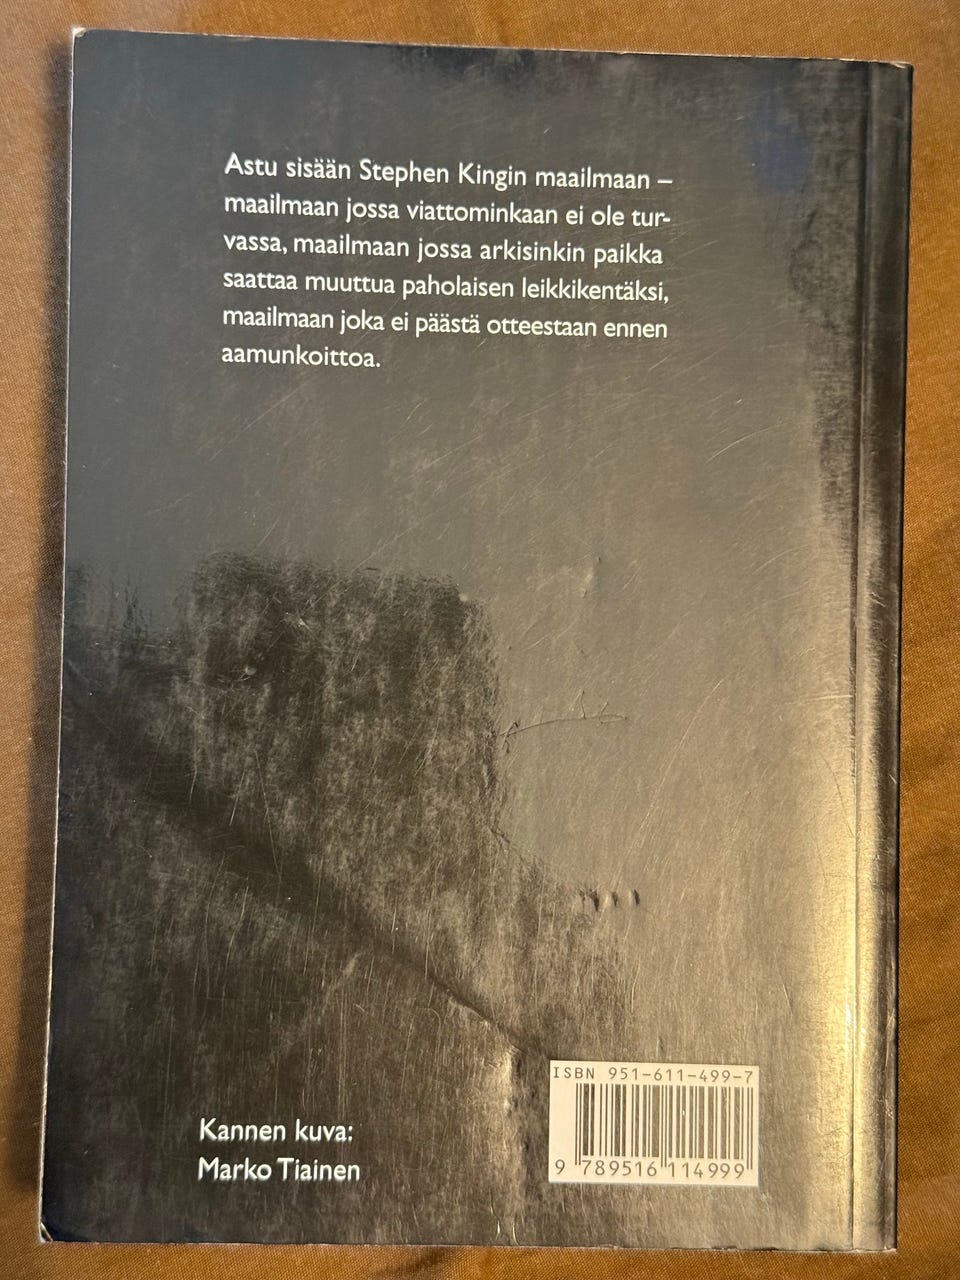 Astu sisään Stephen Kingin maailmaan –
maailmaan jossa viattominkaan ei ole tur-
vassa, maailmaan jossa arkisinkin paikka
saattaa muuttua paholaisen leikkikentäksi,
maailmaan joka ei päästä otteestaan ennen
aamunkoittoa.
Kannen kuva:
Marko Tiainen
ISBN 951-611-499-7
9 789516 114999